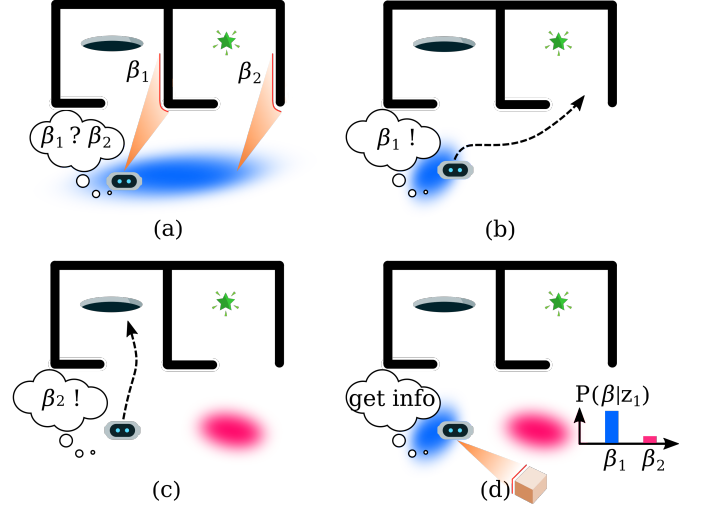 β₁
β₂
β₁ ? β₂
(a)
β₁ !
(b)
β₂ !
(c)
get info
P(β|z₁)
β₁
β₂
(d)